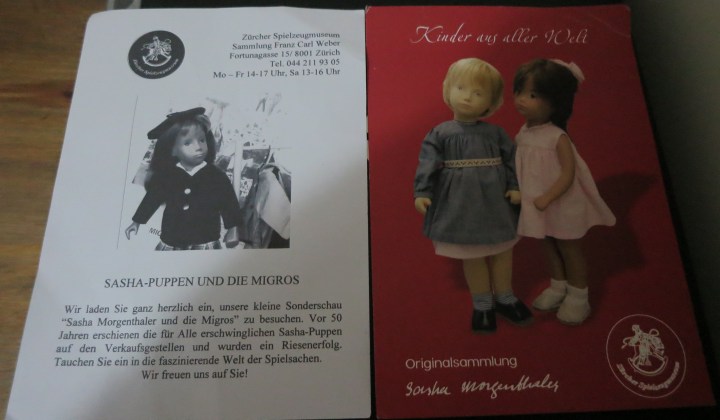 Zürcher Spielzeugmuseum
Sammlung Franz Carl Weber
Fortunagasse 15/ 8001 Zürich
Tel. 044 211 93 05
Mo – Fr 14-17 Uhr, Sa 13-16 Uhr
Zürcher Spielzeugmuseum
SASHA-PUPPEN UND DIE MIGROS
Wir laden Sie ganz herzlich ein, unsere kleine Sonderschau
“Sasha Morgenthaler und die Migros” zu besuchen. Vor 50
Jahren erschienen die für Alle erschwinglichen Sasha-Puppen
auf den Verkaufsgestellen und wurden ein Riesenerfolg.
Tauchen Sie ein in die faszinierende Welt der Spielsachen.
Wir freuen uns auf Sie!
Kinder aus aller Welt
Originalsammlung
Sasha Morgenthaler
Zürcher Spielzeugmuseum